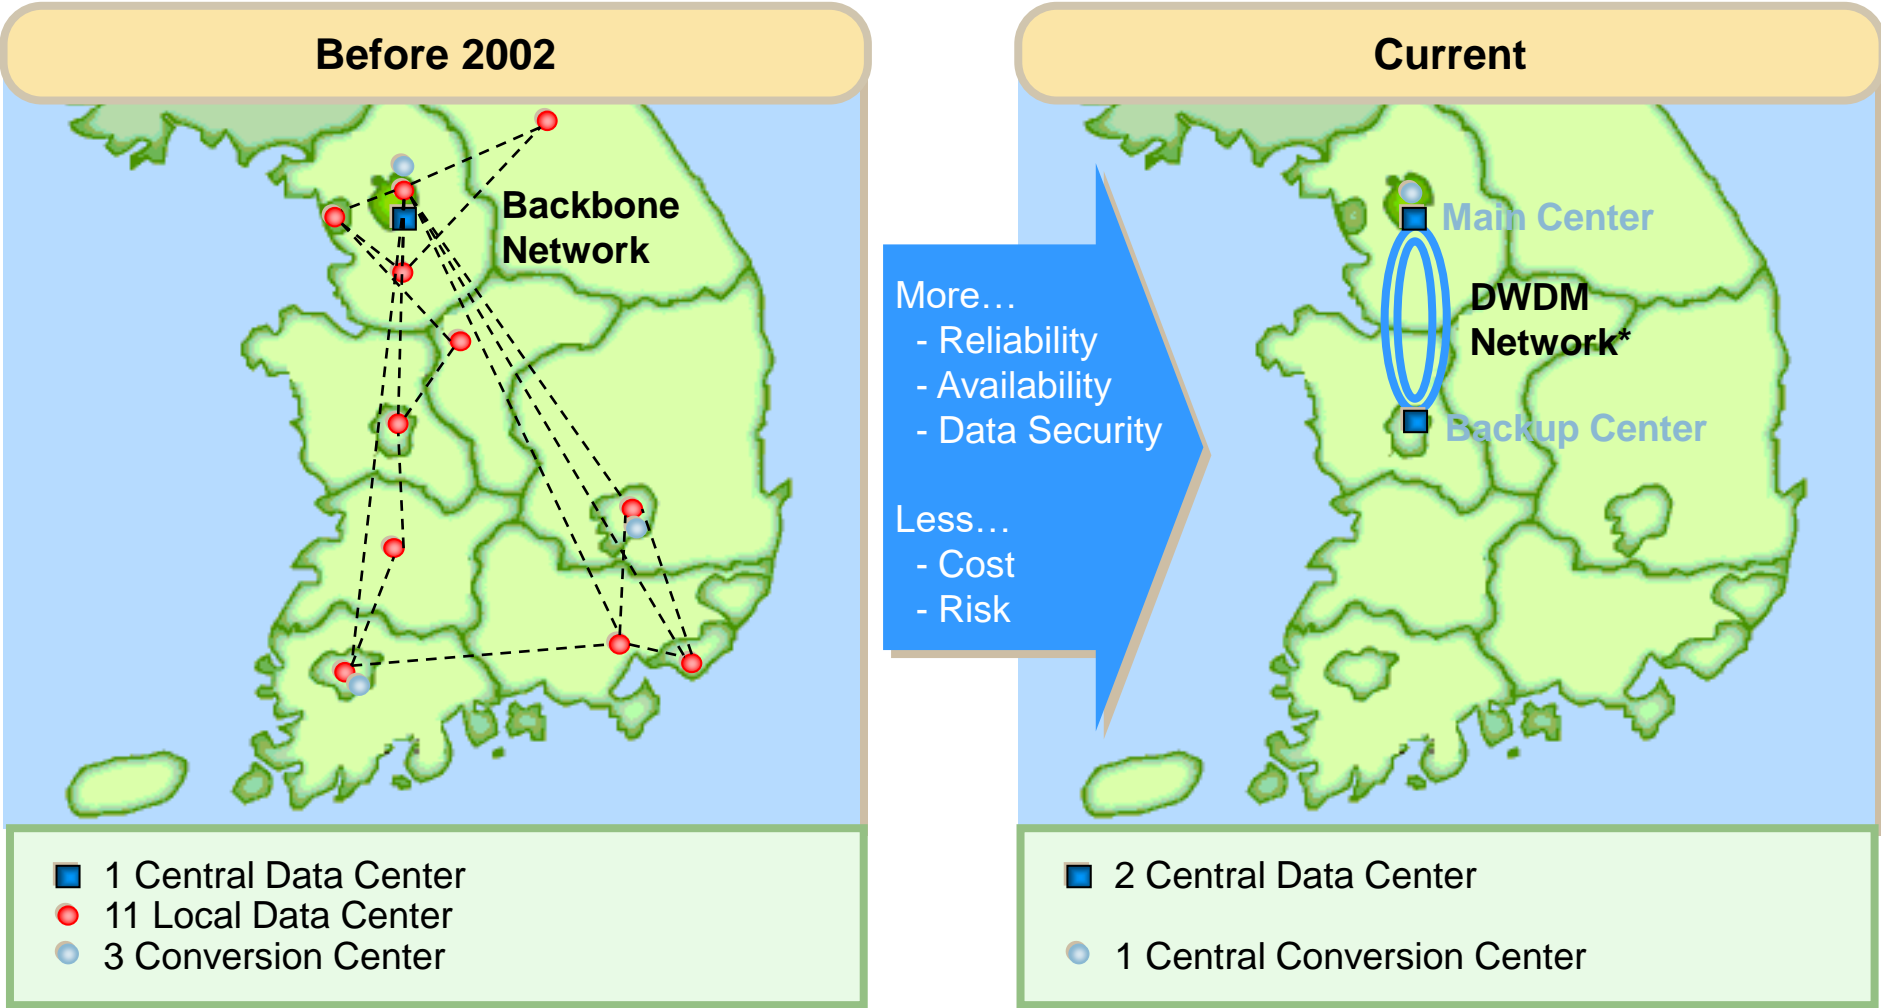 Before 2002
Backbone
Network
1 Central Data Center
11 Local Data Center
3 Conversion Center
More…
- Reliability
- Availability
- Data Security
Less…
- Cost
- Risk
Current
Main Center
DWDM
Network*
Backup Center
2 Central Data Center
1 Central Conversion Center